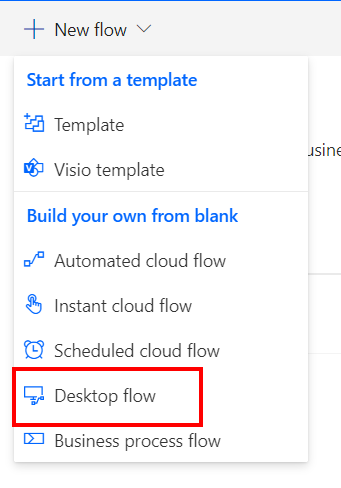 New flow
Start from a template
Template
Visio template
Build your own from blank
Automated cloud flow
Instant cloud flow
Scheduled cloud flow
Desktop flow
Business process flow